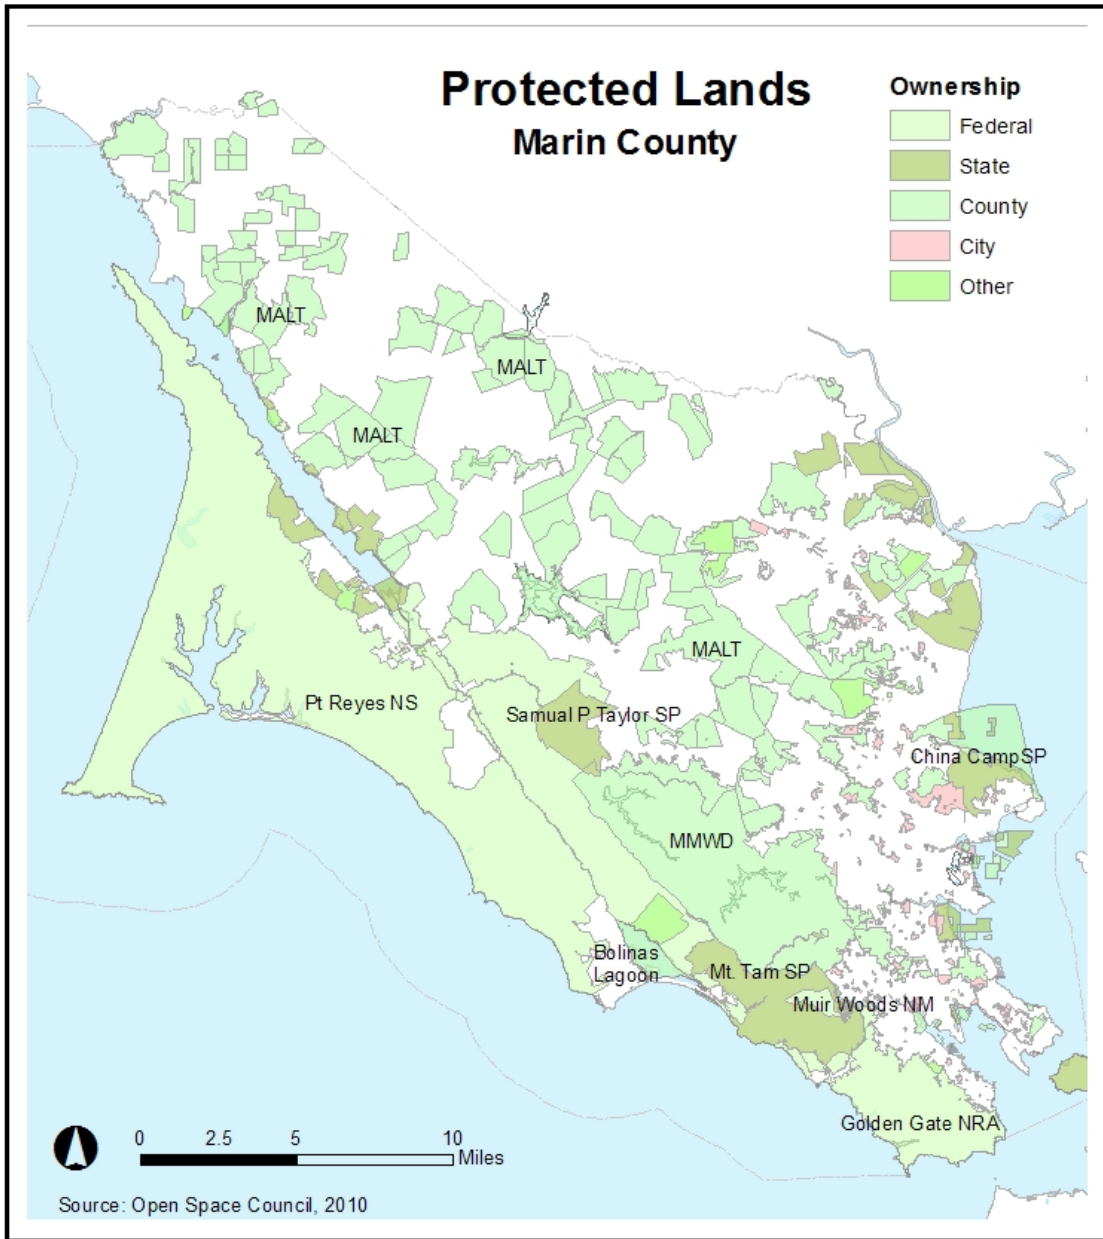 Protected Lands
Marin County
Ownership
Federal
State
County
City
Other
MALT
MALT
MALT
MALT
Pt Reyes NS
Samual P Taylor SP
China CampSP
MMWD
Bolinas
Lagoon
Mt. Tam SP
Muir Woods NM
Golden Gate NRA
0 2.5 5 10
Miles
Source: Open Space Council, 2010